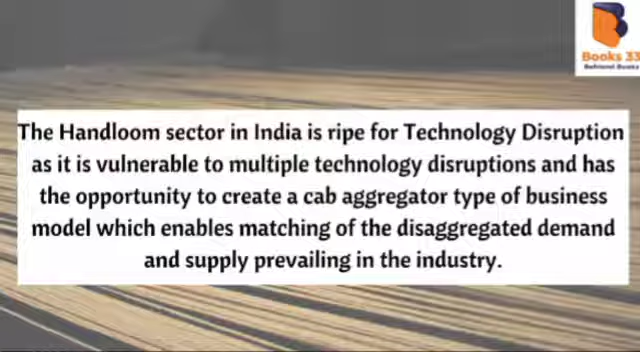 Books 33
Befriend Books
The Handloom sector in India is ripe for Technology Disruption
as it is vulnerable to multiple technology disruptions and has
the opportunity to create a cab aggregator type of business
model which enables matching of the disaggregated demand
and supply prevailing in the industry.